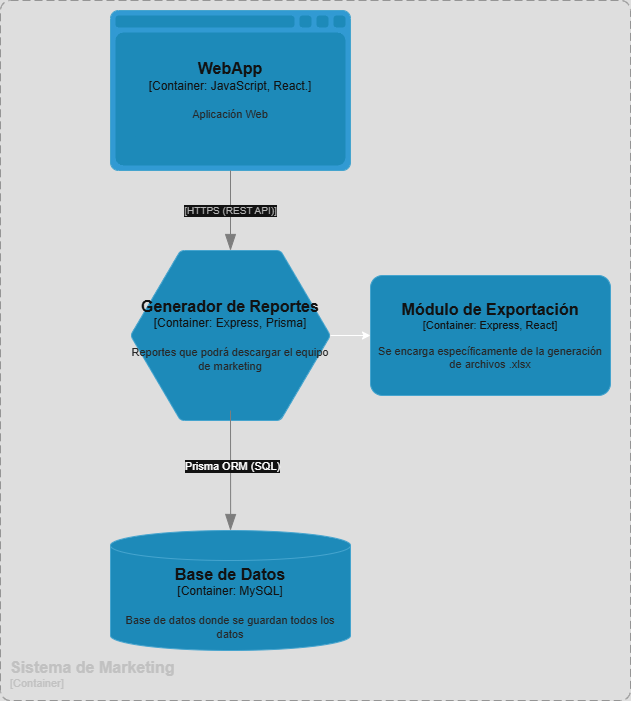 WebApp
[Container: JavaScript, React.]
Aplicación Web
[HTTPS (REST API)]
Generador de Reportes
[Container: Express, Prisma]
Reportes que podrá descargar el equipo
de marketing
Módulo de Exportación
[Container: Express, React]
Se encarga específicamente de la generación
de archivos .xlsx
Prisma ORM (SQL)
Base de Datos
[Container: MySQL]
Base de datos donde se guardan todos los
datos
Sistema de Marketing
[Container]